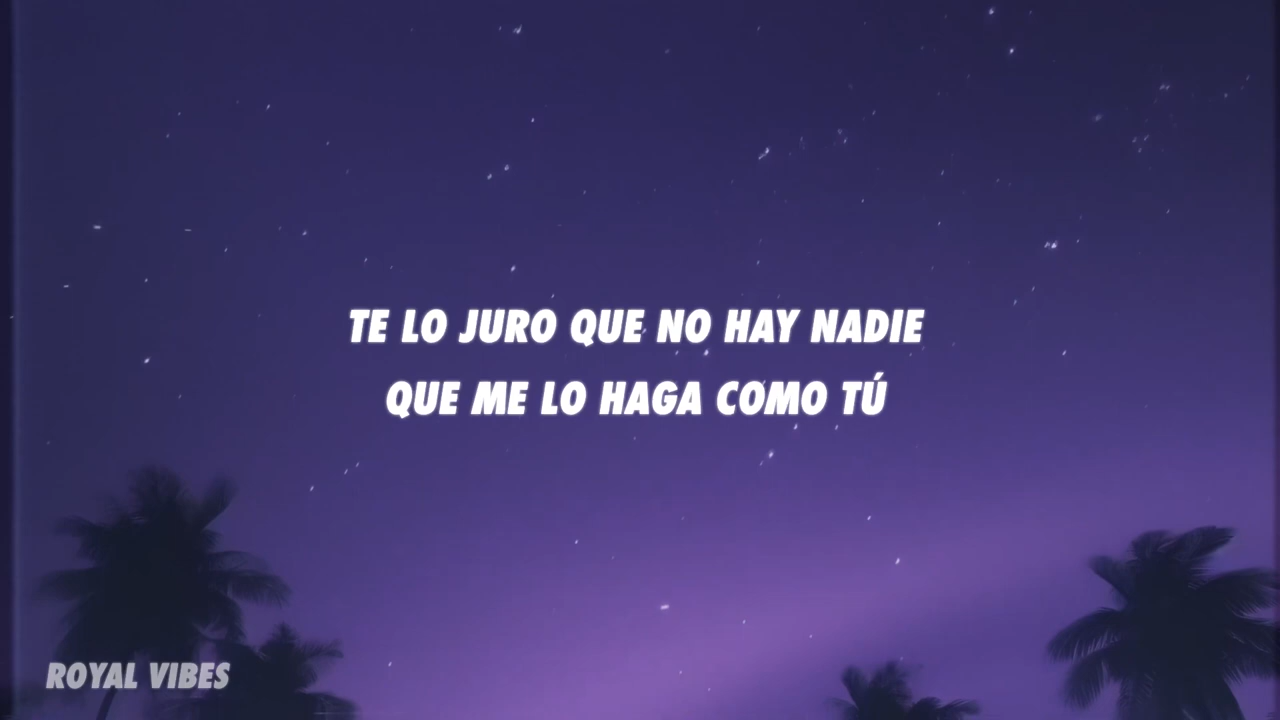 TE LO JURO QUE NO HAY NADIE
QUE ME LO HAGA COMO TÚ
ROYAL VIBES